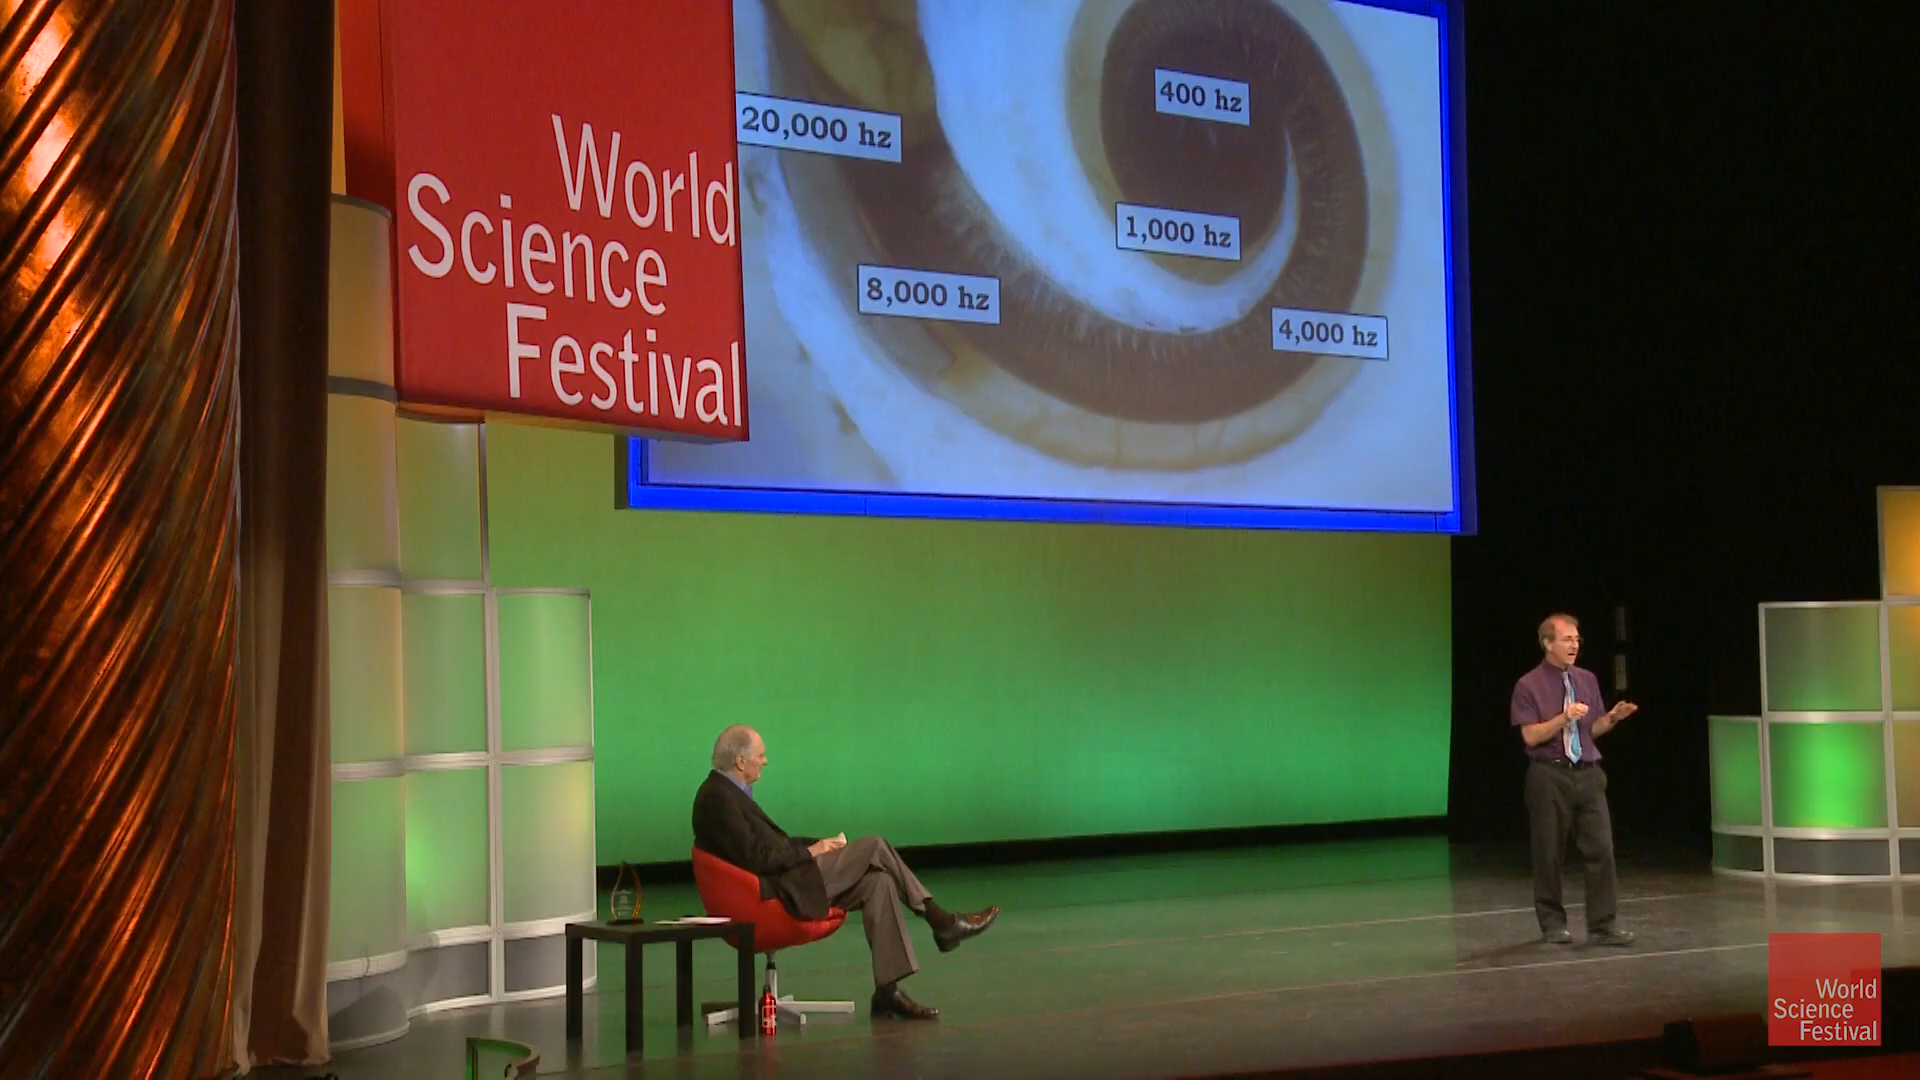 World
Science
Festival
20,000 hz
400 hz
1,000 hz
8,000 hz
4,000 hz
World
Science
Festival